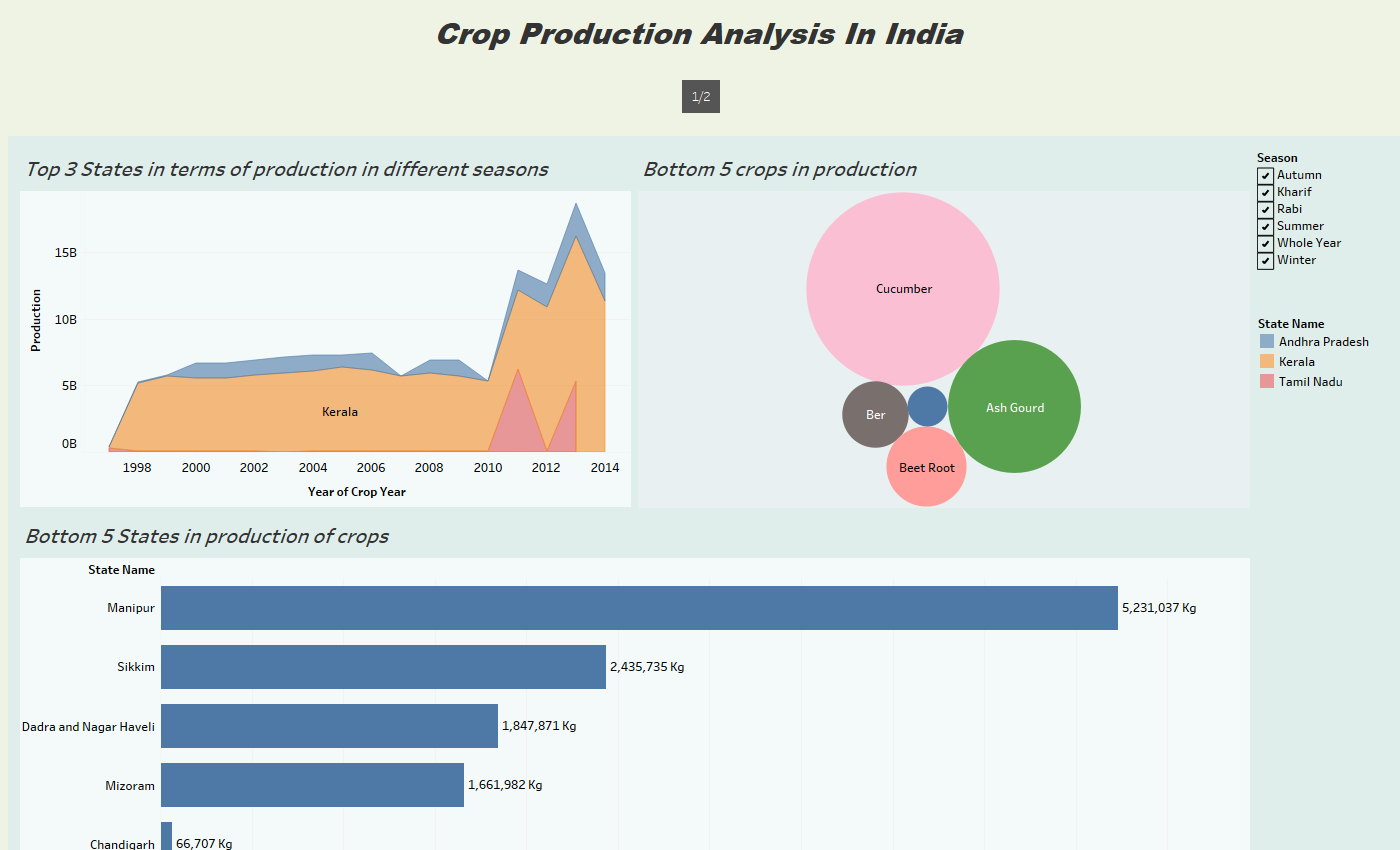 Crop Production Analysis In India
1/2
Top 3 States in terms of production in different seasons
15B
10B
5B
0B
Production
Kerala
1998 2000 2002 2004 2006 2008 2010 2012 2014
Year of Crop Year
Bottom 5 crops in production
Cucumber
Ash Gourd
Ber
Beet Root
Season
Autumn
Kharif
Rabi
Summer
Whole Year
Winter
State Name
Andhra Pradesh
Kerala
Tamil Nadu
Bottom 5 States in production of crops
State Name
Manipur 5,231,037 Kg
Sikkim 2,435,735 Kg
Dadra and Nagar Haveli 1,847,871 Kg
Mizoram 1,661,982 Kg
Chandigarh 66,707 Kg